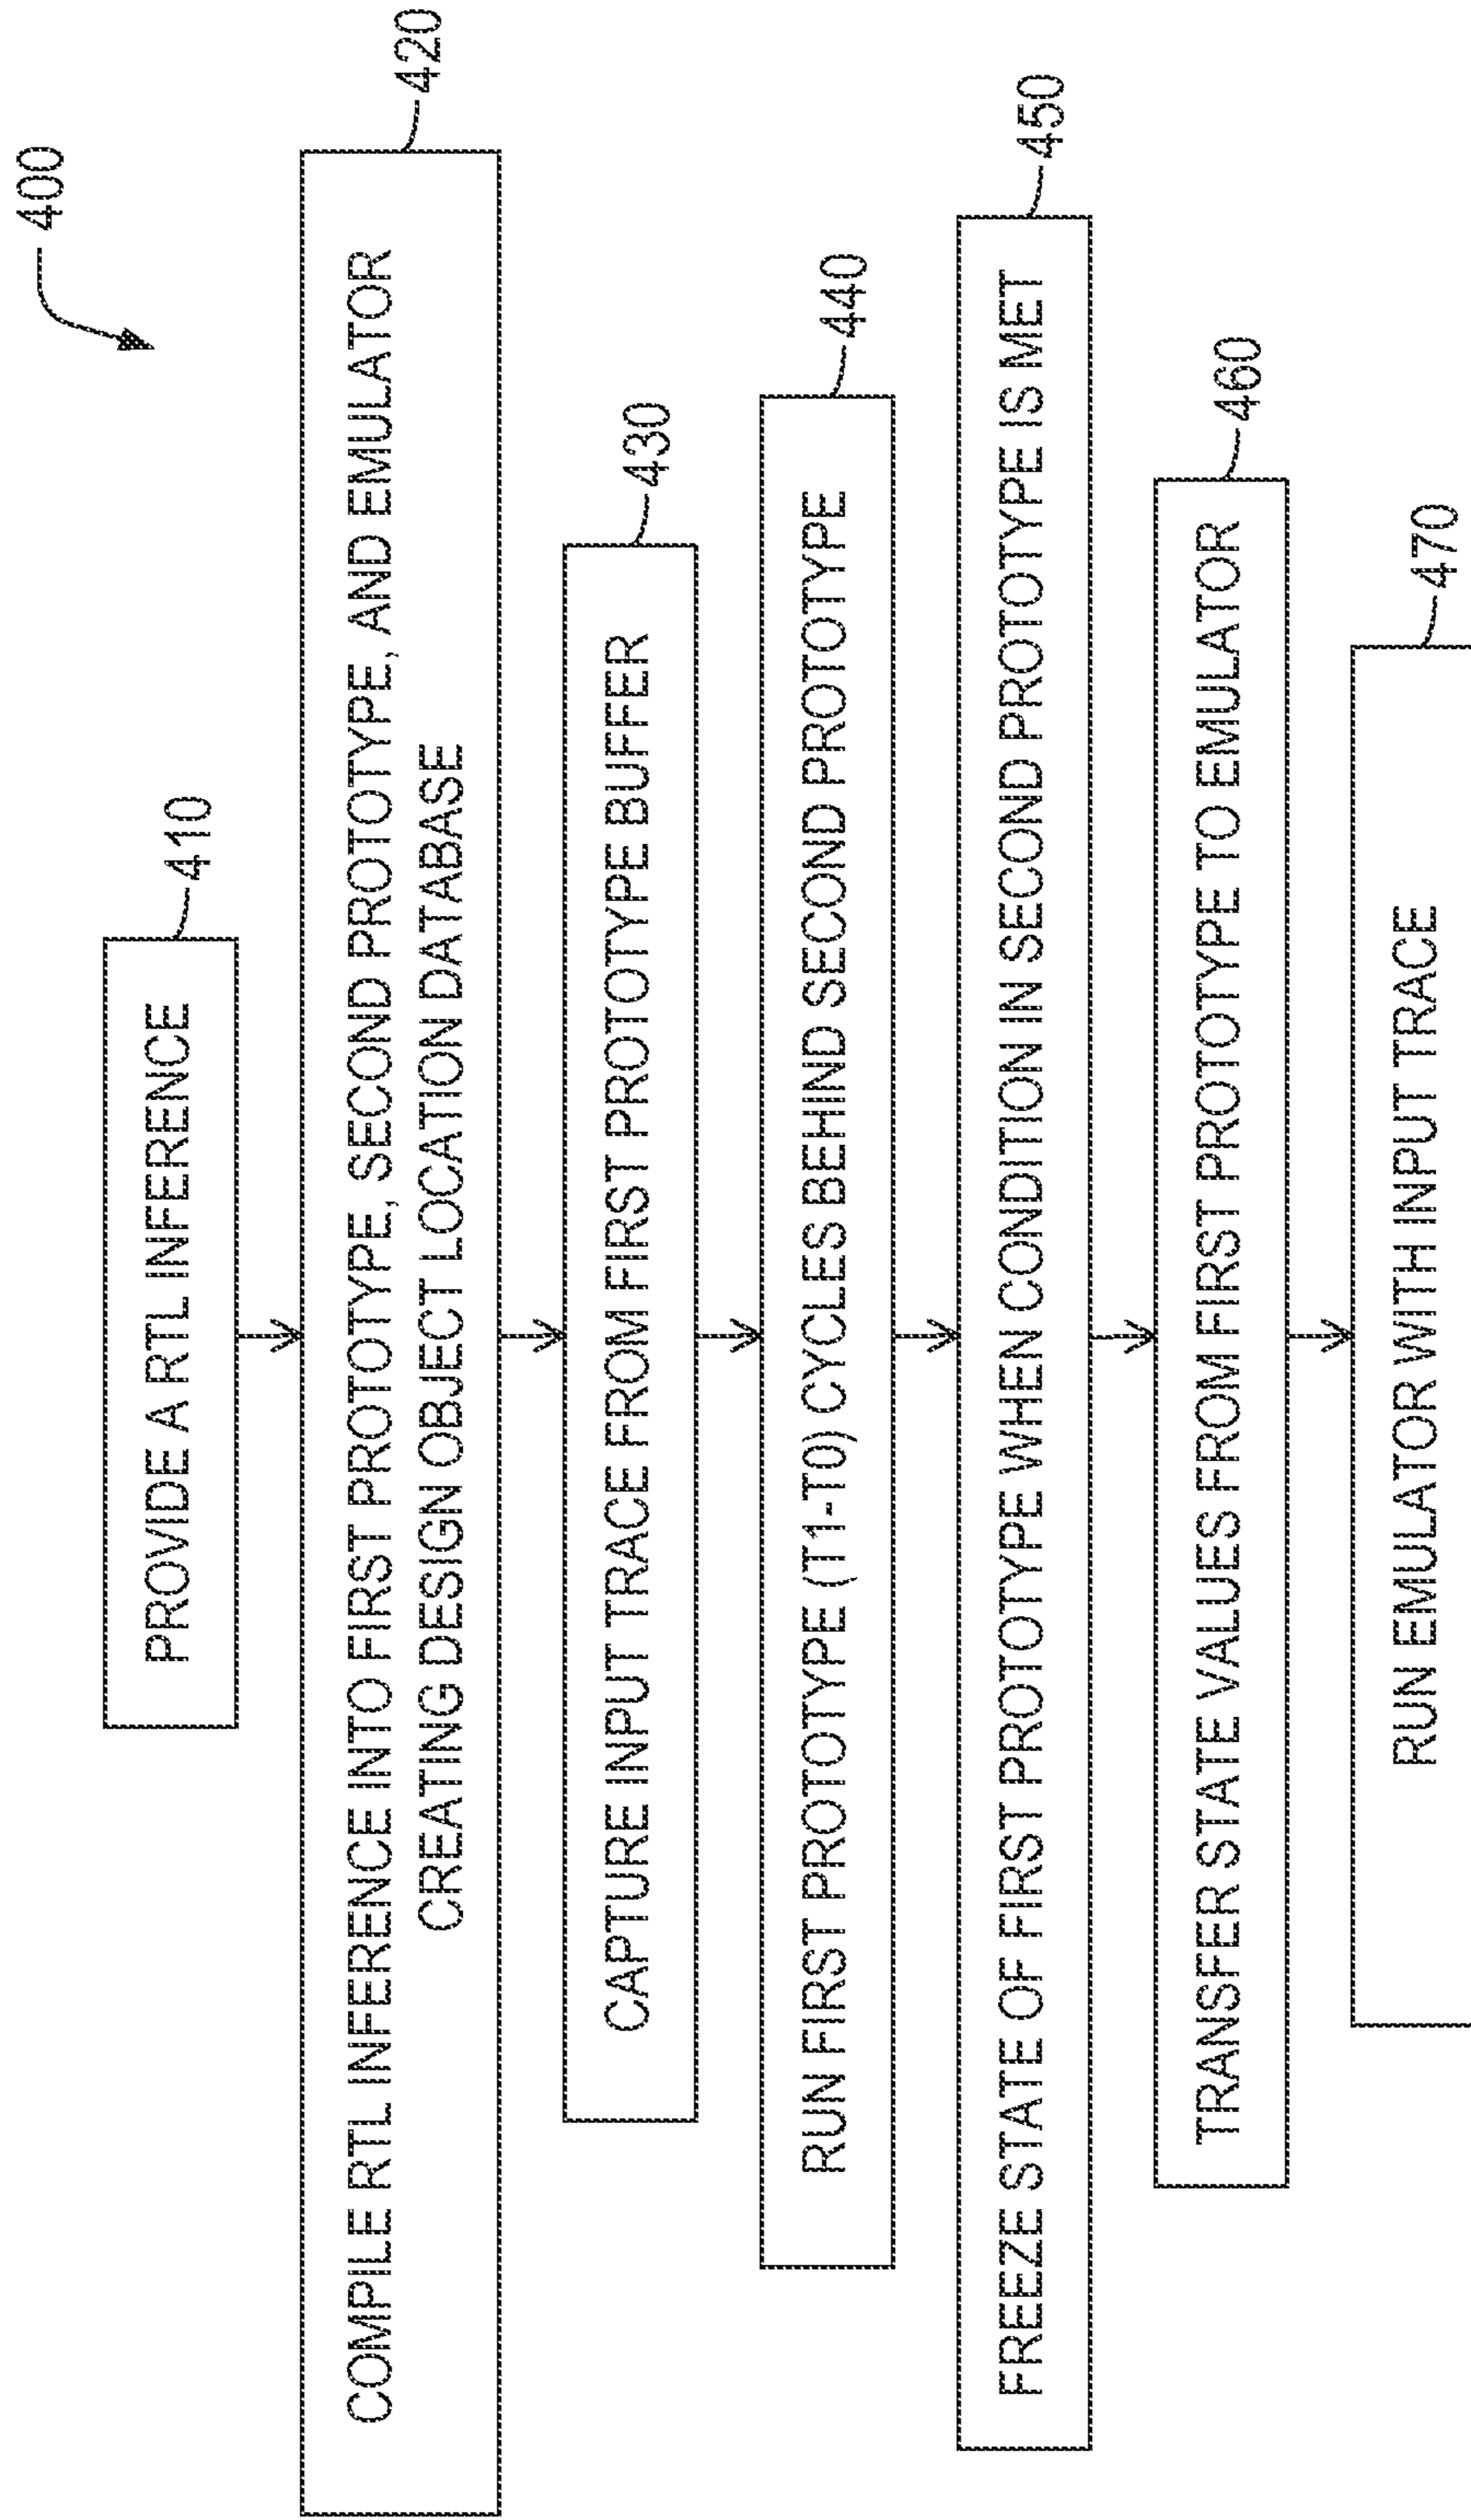 400
PROVIDE A RTL INFERENCE
410
COMPILE RTL INFERENCE INTO FIRST PROTOTYPE, SECOND PROTOTYPE, AND EMULATOR
CREATING DESIGN OBJECT LOCATION DATABASE
420
CAPTURE INPUT TRACE FROM FIRST PROTOTYPE BUFFER
430
RUN FIRST PROTOTYPE (T1-T0) CYCLES BEHIND SECOND PROTOTYPE
440
FREEZE STATE OF FIRST PROTOTYPE WHEN CONDITION IN SECOND PROTOTYPE IS MET
450
TRANSFER STATE VALUES FROM FIRST PROTOTYPE TO EMULATOR
460
RUN EMULATOR WITH INPUT TRACE
470